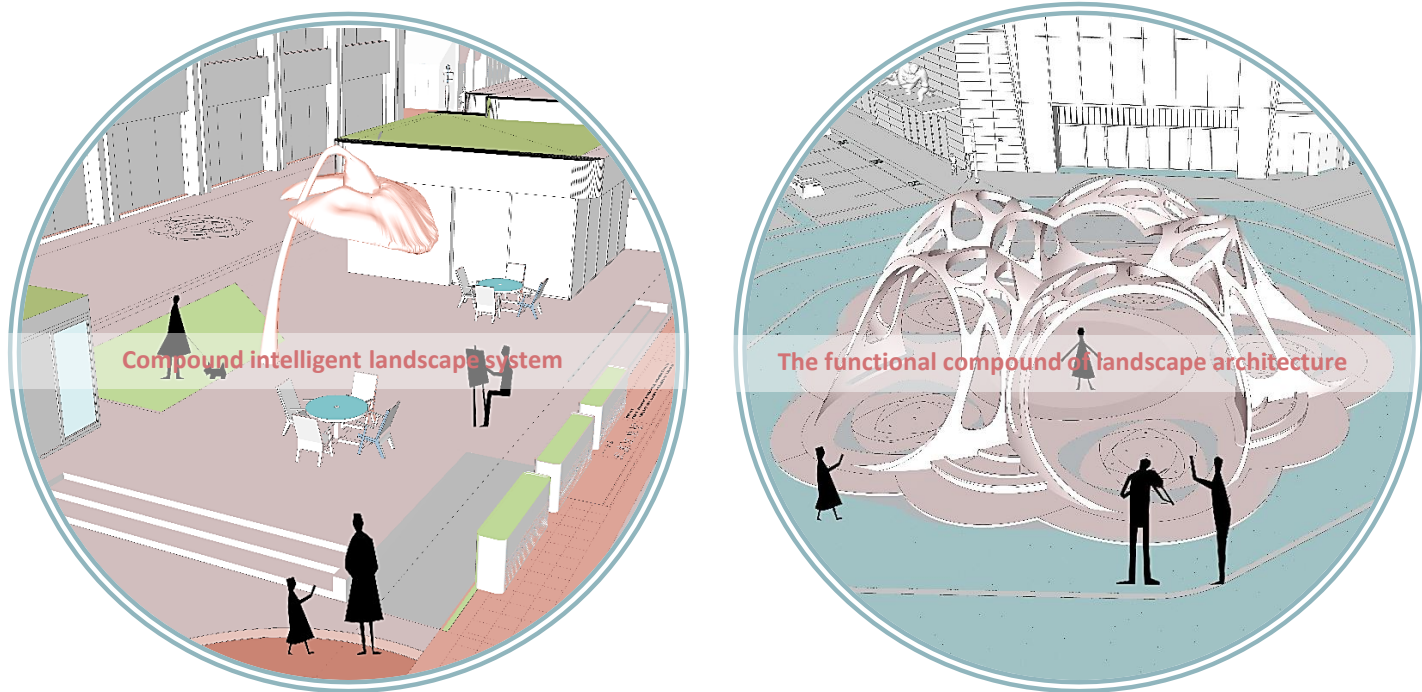 Compound intelligent landscape system
The functional compound of landscape architecture